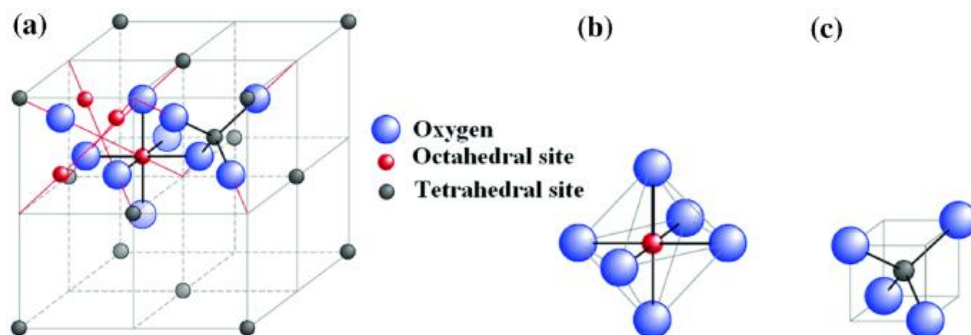 (a)
(b)
(c)
Oxygen
Octahedral site
Tetrahedral site